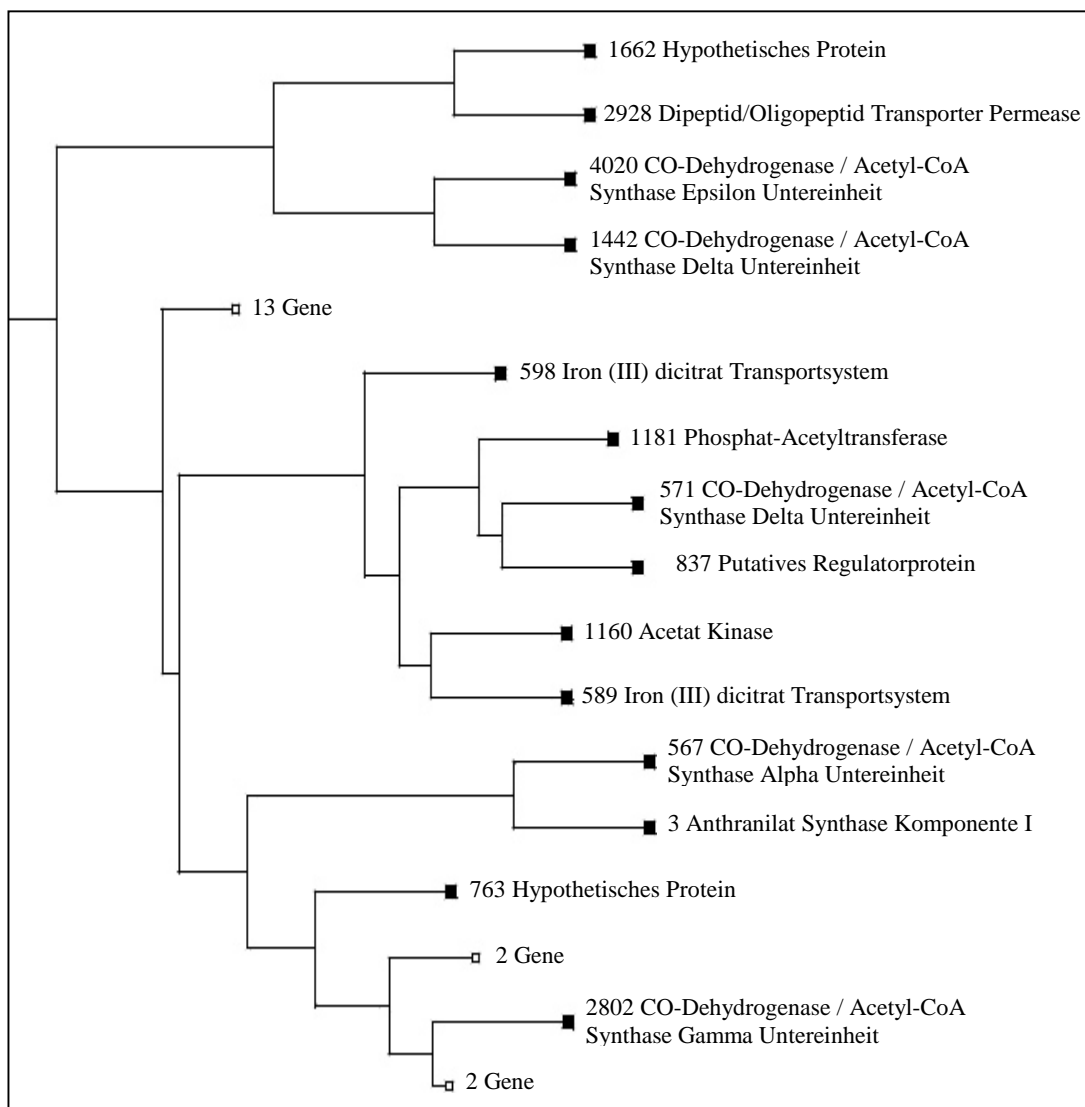 1662 Hypothetisches Protein
2928 Dipeptid/Oligopeptid Transporter Permease
4020 CO-Dehydrogenase / Acetyl-CoA
Synthase Epsilon Untereinheit
1442 CO-Dehydrogenase / Acetyl-CoA
Synthase Delta Untereinheit
13 Gene
598 Iron (III) dicitrat Transportsystem
1181 Phosphat-Acetyltransferase
571 CO-Dehydrogenase / Acetyl-CoA
Synthase Delta Untereinheit
837 Putatives Regulatorprotein
1160 Acetat Kinase
589 Iron (III) dicitrat Transportsystem
567 CO-Dehydrogenase / Acetyl-CoA
Synthase Alpha Untereinheit
3 Anthranilat Synthase Komponente I
763 Hypothetisches Protein
2 Gene
2802 CO-Dehydrogenase / Acetyl-CoA
Synthase Gamma Untereinheit
2 Gene